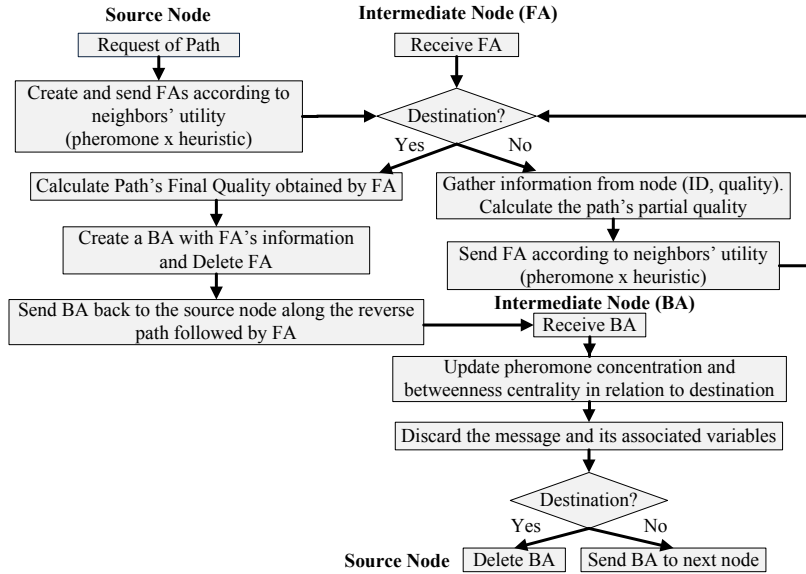 Source Node
Request of Path
Create and send FAs according to
neighbors' utility
(pheromone x heuristic)
Intermediate Node (FA)
Receive FA
Destination?
Yes
No
Calculate Path's Final Quality obtained by FA
Create a BA with FA's information
and Delete FA
Send BA back to the source node along the reverse
path followed by FA
Gather information from node (ID, quality).
Calculate the path's partial quality
Send FA according to neighbors' utility
(pheromone x heuristic)
Intermediate Node (BA)
Receive BA
Update pheromone concentration and
betweenness centrality in relation to destination
Discard the message and its associated variables
Destination?
Yes
No
Source Node
Delete BA
Send BA to next node